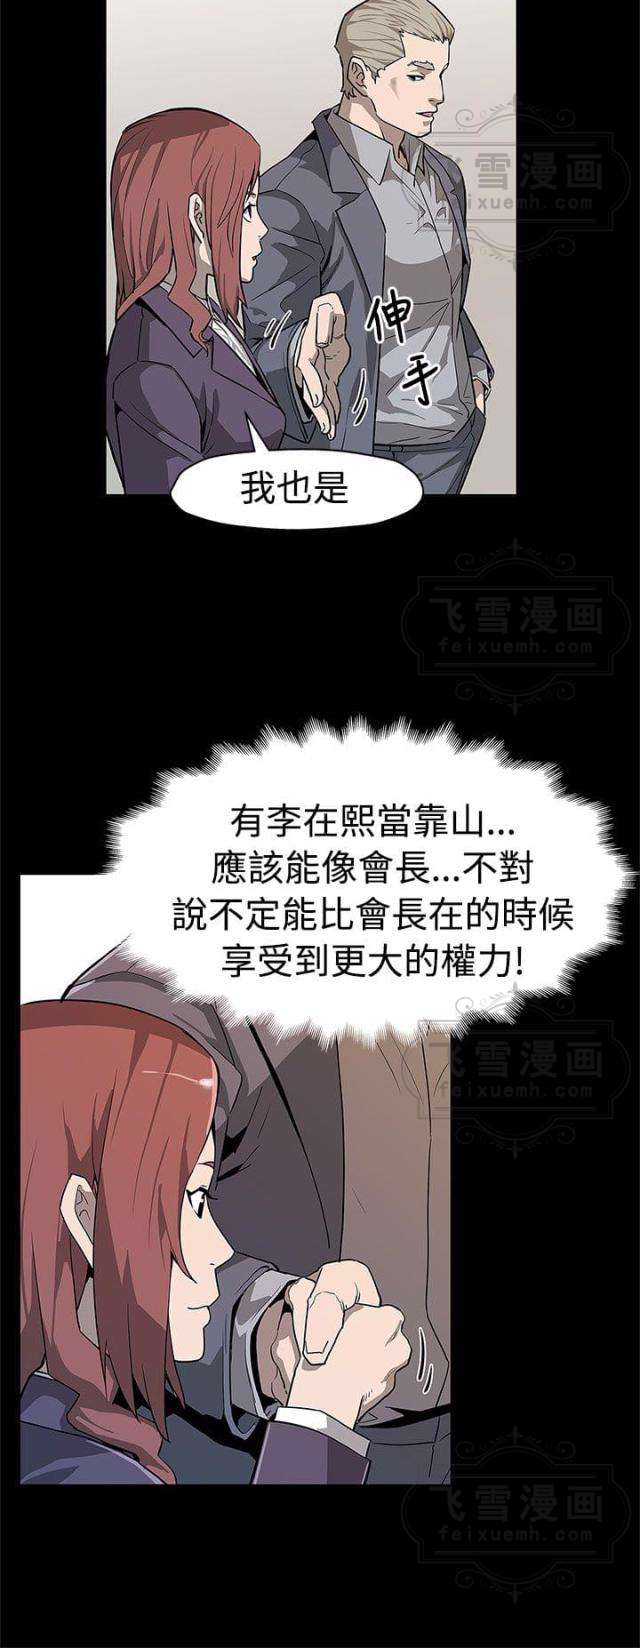 飞雪漫画
feixuemh.com
伸手
我也是
飞雪漫画
feixuemh.com
有李在熙當靠山...
應該能像會長...不對
說不定能比會長在的時候
享受到更大的權力!
飞雪漫画
feixuemh.com
飞雪漫画
feixuemh.com